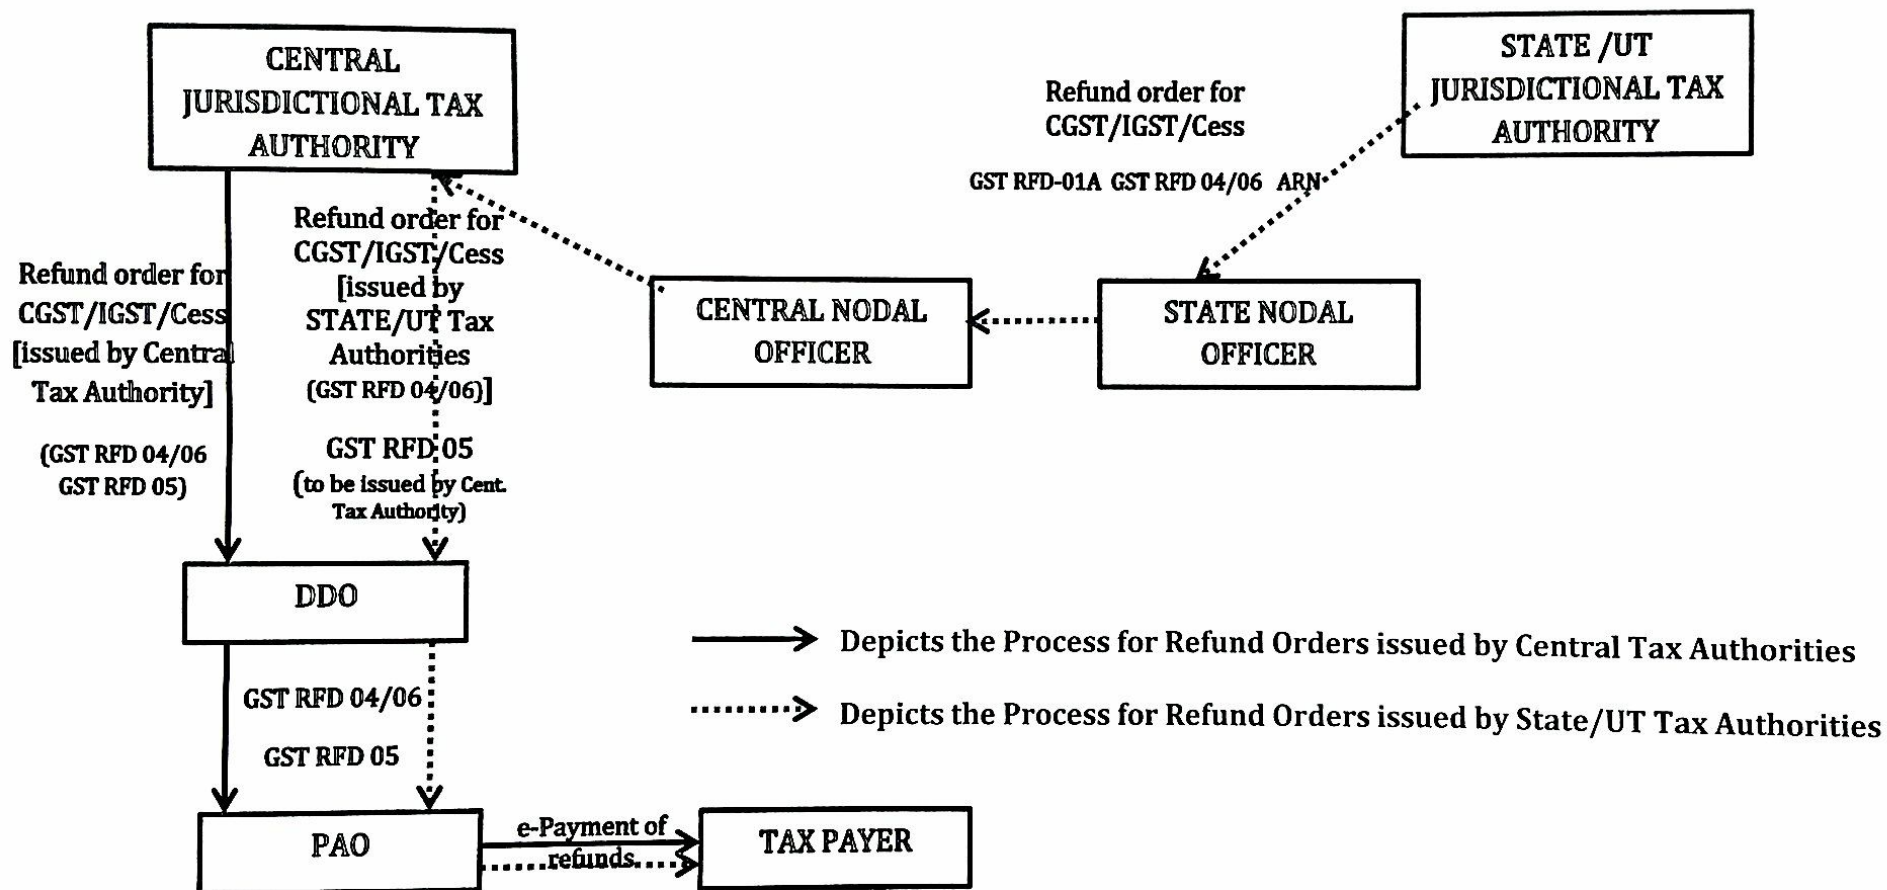 CENTRAL
JURISDICTIONAL TAX
AUTHORITY
STATE /UT
JURISDICTIONAL TAX
AUTHORITY
Refund order for
CGST/IGST/Cess
GST RFD-01A GST RFD 04/06 ARN
Refund order for
CGST/IGST/Cess
[issued by Central
Tax Authority]
(GST RFD 04/06
GST RFD 05)
Refund order for
CGST/IGST/Cess
[issued by
STATE/UT Tax
Authorities
(GST RFD 04/06)]
GST RFD 05
(to be issued by Cent.
Tax Authority)
CENTRAL NODAL
OFFICER
STATE NODAL
OFFICER
DDO
Depicts the Process for Refund Orders issued by Central Tax Authorities
Depicts the Process for Refund Orders issued by State/UT Tax Authorities
GST RFD 04/06
GST RFD 05
PAO
e-Payment of
refunds
TAX PAYER